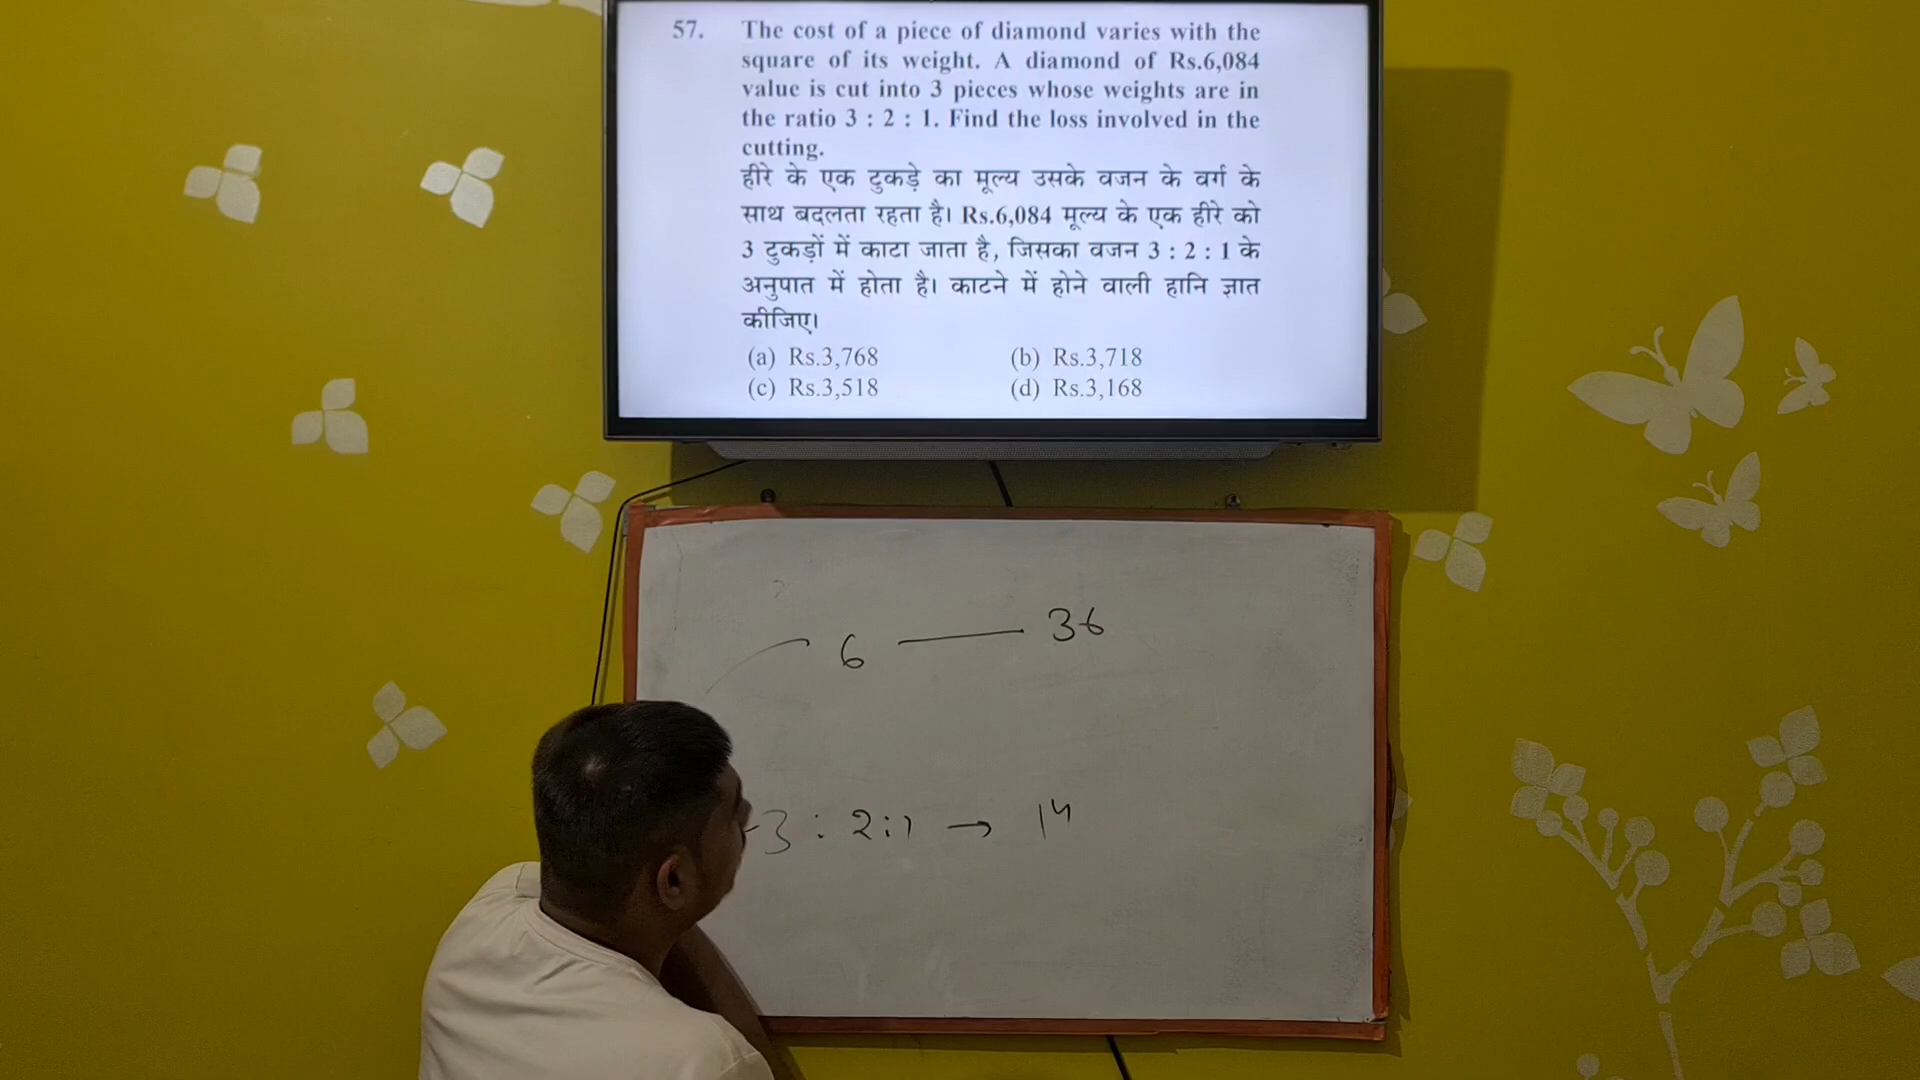 57. The cost of a piece of diamond varies with the
square of its weight. A diamond of Rs.6,084
value is cut into 3 pieces whose weights are in
the ratio 3 : 2 : 1. Find the loss involved in the
cutting.
हीरे के एक टुकड़े का मूल्य उसके वजन के वर्ग के
साथ बदलता रहता है। Rs.6,084 मूल्य के एक हीरे को
3 टुकड़ों में काटा जाता है, जिसका वजन 3 : 2 : 1 के
अनुपात में होता है। काटने में होने वाली हानि ज्ञात
कीजिए।
(a) Rs.3,768 (b) Rs.3,718
(c) Rs.3,518 (d) Rs.3,168
6 — 36
3 : 2 : 1 → 14